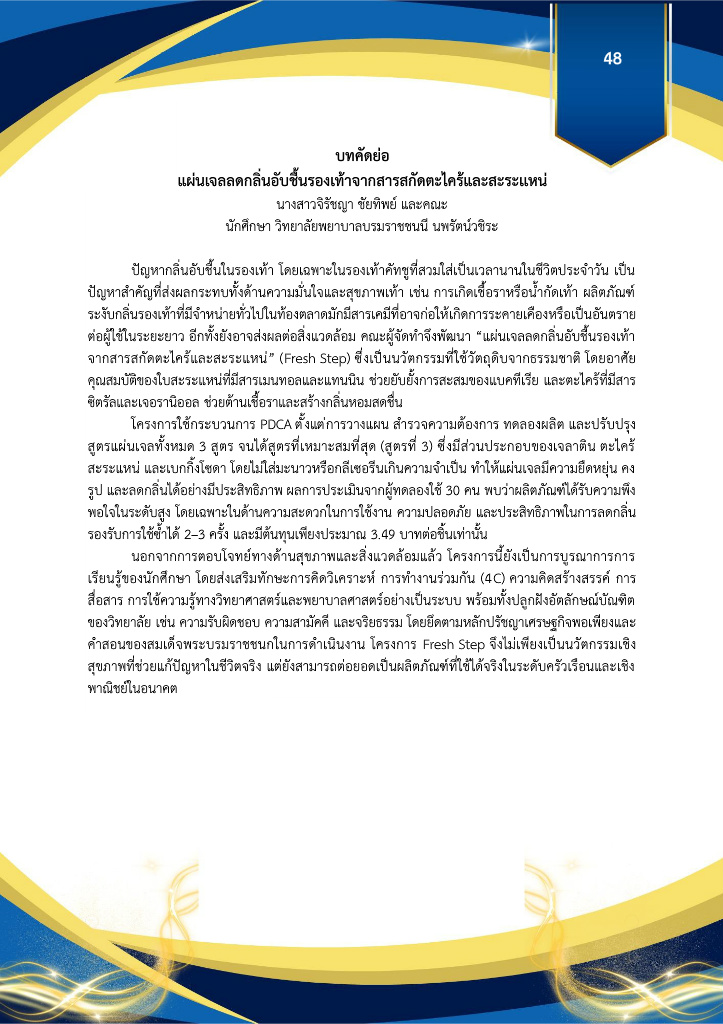 48
บทคัดย่อ
แผ่นเจลลดกลิ่นอับชื้นรองเท้าจากสารสกัดตะไคร้และสะระแหน่
นางสาวจิรัชญา ชัยทิพย์ และคณะ
นักศึกษา วิทยาลัยพยาบาลบรมราชชนนี นพรัตน์วชิระ
ปัญหากลิ่นอับชื้นในรองเท้า โดยเฉพาะในรองเท้าคัทชูที่สวมใส่เป็นเวลานานในชีวิตประจำวัน เป็น
ปัญหาสำคัญที่ส่งผลกระทบทั้งด้านความมั่นใจและสุขภาพเท้า เช่น การเกิดเชื้อราหรือน้ำกัดเท้า ผลิตภัณฑ์
ระงับกลิ่นรองเท้าที่มีจำหน่ายทั่วไปในท้องตลาดมักมีสารเคมีที่อาจก่อให้เกิดการระคายเคืองหรือเป็นอันตราย
ต่อผู้ใช้ในระยะยาว อีกทั้งยังอาจส่งผลต่อสิ่งแวดล้อม คณะผู้จัดทำจึงพัฒนา “แผ่นเจลลดกลิ่นอับชื้นรองเท้า
จากสารสกัดตะไคร้และสะระแหน่” (Fresh Step) ซึ่งเป็นนวัตกรรมที่ใช้วัตถุดิบจากธรรมชาติ โดยอาศัย
คุณสมบัติของใบสะระแหน่ที่มีสารเมนทอลและแทนนิน ช่วยยับยั้งการสะสมของแบคทีเรีย และตะไคร้ที่มีสาร
ซิตรัลและเจอรานิออล ช่วยต้านเชื้อราและสร้างกลิ่นหอมสดชื่น
โครงการใช้กระบวนการ PDCA ตั้งแต่การวางแผน สำรวจความต้องการ ทดลองผลิต และปรับปรุง
สูตรแผ่นเจลทั้งหมด 3 สูตร จนได้สูตรที่เหมาะสมที่สุด (สูตรที่ 3) ซึ่งมีส่วนประกอบของเจลาติน ตะไคร้
สะระแหน่ และเบกกิ้งโซดา โดยไม่ใส่มะนาวหรือกลีเซอรีนเกินความจำเป็น ทำให้แผ่นเจลมีความยืดหยุ่น คง
รูป และลดกลิ่นได้อย่างมีประสิทธิภาพ ผลการประเมินจากผู้ทดลองใช้ 30 คน พบว่าผลิตภัณฑ์ได้รับความพึง
พอใจในระดับสูง โดยเฉพาะในด้านความสะดวกในการใช้งาน ความปลอดภัย และประสิทธิภาพในการลดกลิ่น
รองรับการใช้ซ้ำได้ 2–3 ครั้ง และมีต้นทุนเพียงประมาณ 3.49 บาทต่อชิ้นเท่านั้น
นอกจากการตอบโจทย์ทางด้านสุขภาพและสิ่งแวดล้อมแล้ว โครงการนี้ยังเป็นการบูรณาการการ
เรียนรู้ของนักศึกษา โดยส่งเสริมทักษะการคิดวิเคราะห์ การทำงานร่วมกัน (4C) ความคิดสร้างสรรค์ การ
สื่อสาร การใช้ความรู้ทางวิทยาศาสตร์และพยาบาลศาสตร์อย่างเป็นระบบ พร้อมทั้งปลูกฝังอัตลักษณ์บัณฑิต
ของวิทยาลัย เช่น ความรับผิดชอบ ความสามัคคี และจริยธรรม โดยยึดตามหลักปรัชญาเศรษฐกิจพอเพียงและ
คำสอนของสมเด็จพระบรมราชชนกในการดำเนินงาน โครงการ Fresh Step จึงไม่เพียงเป็นนวัตกรรมเชิง
สุขภาพที่ช่วยแก้ปัญหาในชีวิตจริง แต่ยังสามารถต่อยอดเป็นผลิตภัณฑ์ที่ใช้ได้จริงในระดับครัวเรือนและเชิง
พาณิชย์ในอนาคต